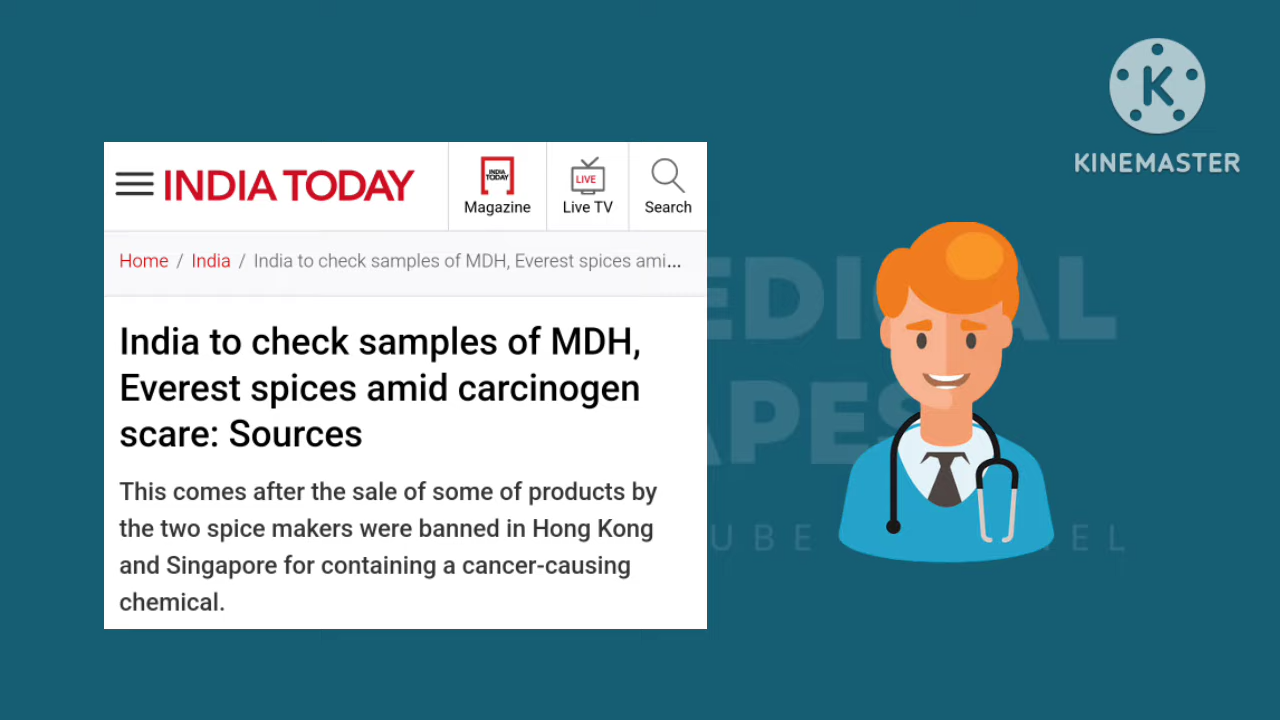 KINEMASTER
INDIA TODAY
INDIA
TODAY
Magazine
LIVE
Live TV
Search
Home / India / India to check samples of MDH, Everest spices ami...
India to check samples of MDH,
Everest spices amid carcinogen
scare: Sources
This comes after the sale of some of products by
the two spice makers were banned in Hong Kong
and Singapore for containing a cancer-causing
chemical.